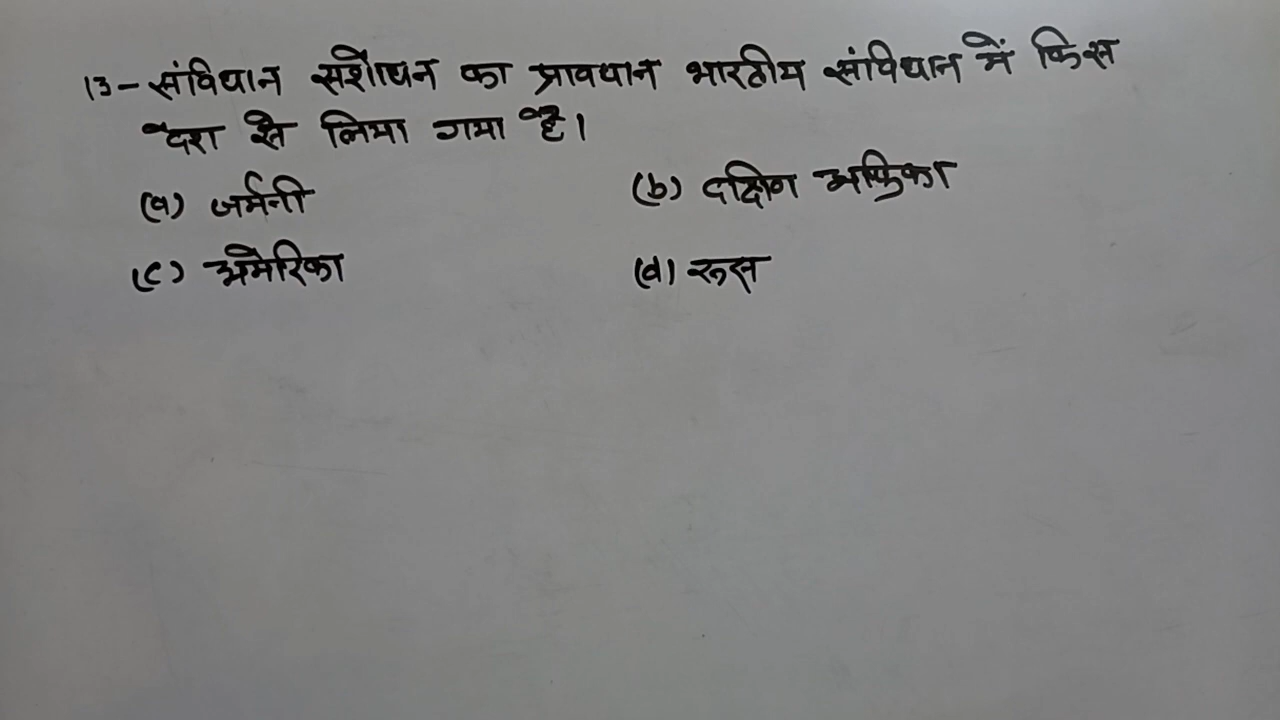 13- संविधान संशोधन का प्रावधान भारतीय संविधान में किस
देश से लिया गया है।
(a) जर्मनी (b) दक्षिण अफ्रिका
(c) अमेरिका (d) रूस